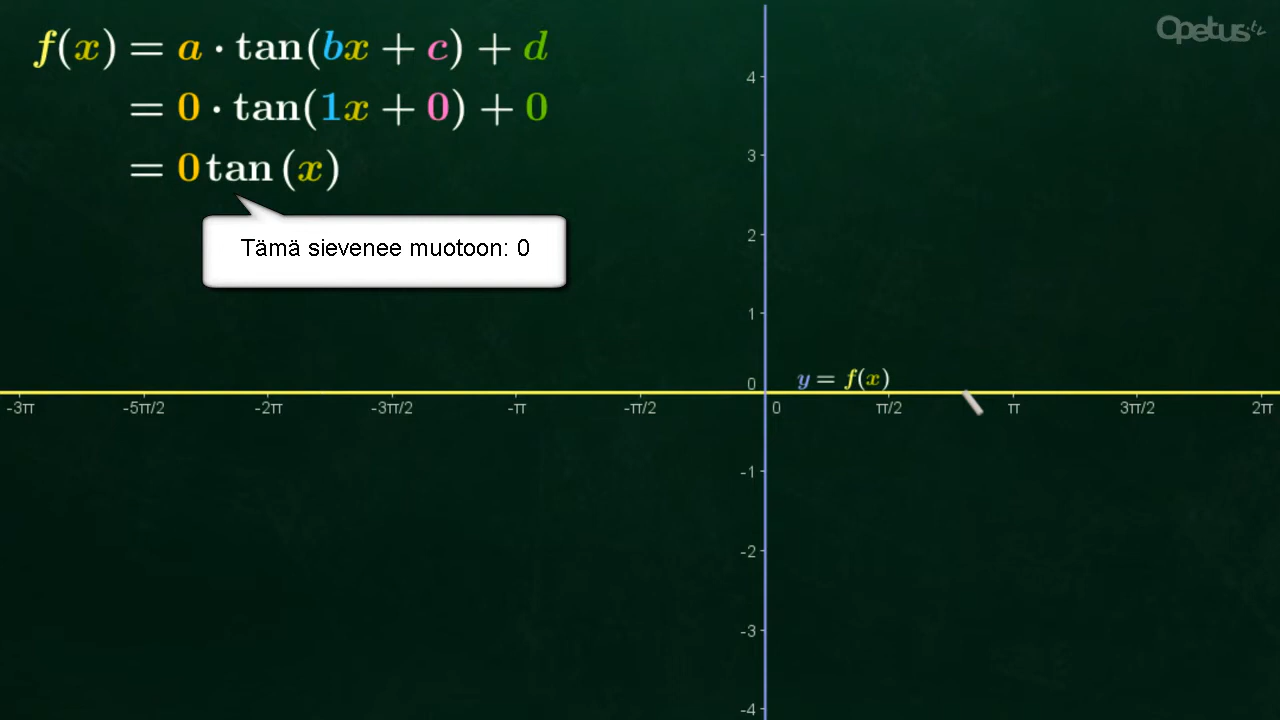 f(x) = a · tan(bx + c) + d
= 0 · tan(1x + 0) + 0
= 0 tan (x)
Tämä sievenee muotoon: 0
Opetus.tv
4
3
2
1
0
y = f(x)
-3π -5π/2 -2π -3π/2 -π -π/2 0 π/2 π 3π/2 2π
-1
-2
-3
-4